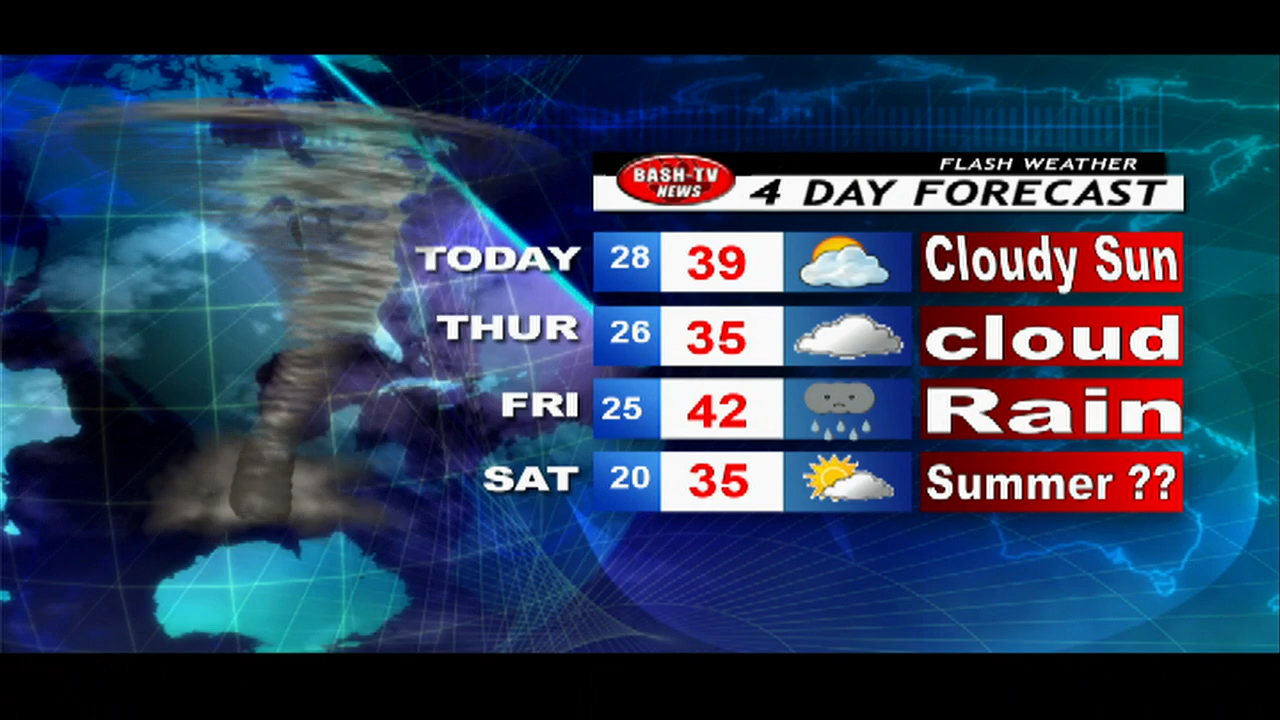 FLASH WEATHER
BASH-TV
NEWS
4 DAY FORECAST
TODAY 28 39 Cloudy Sun
THUR 26 35 cloud
FRI 25 42 Rain
SAT 20 35 Summer ??